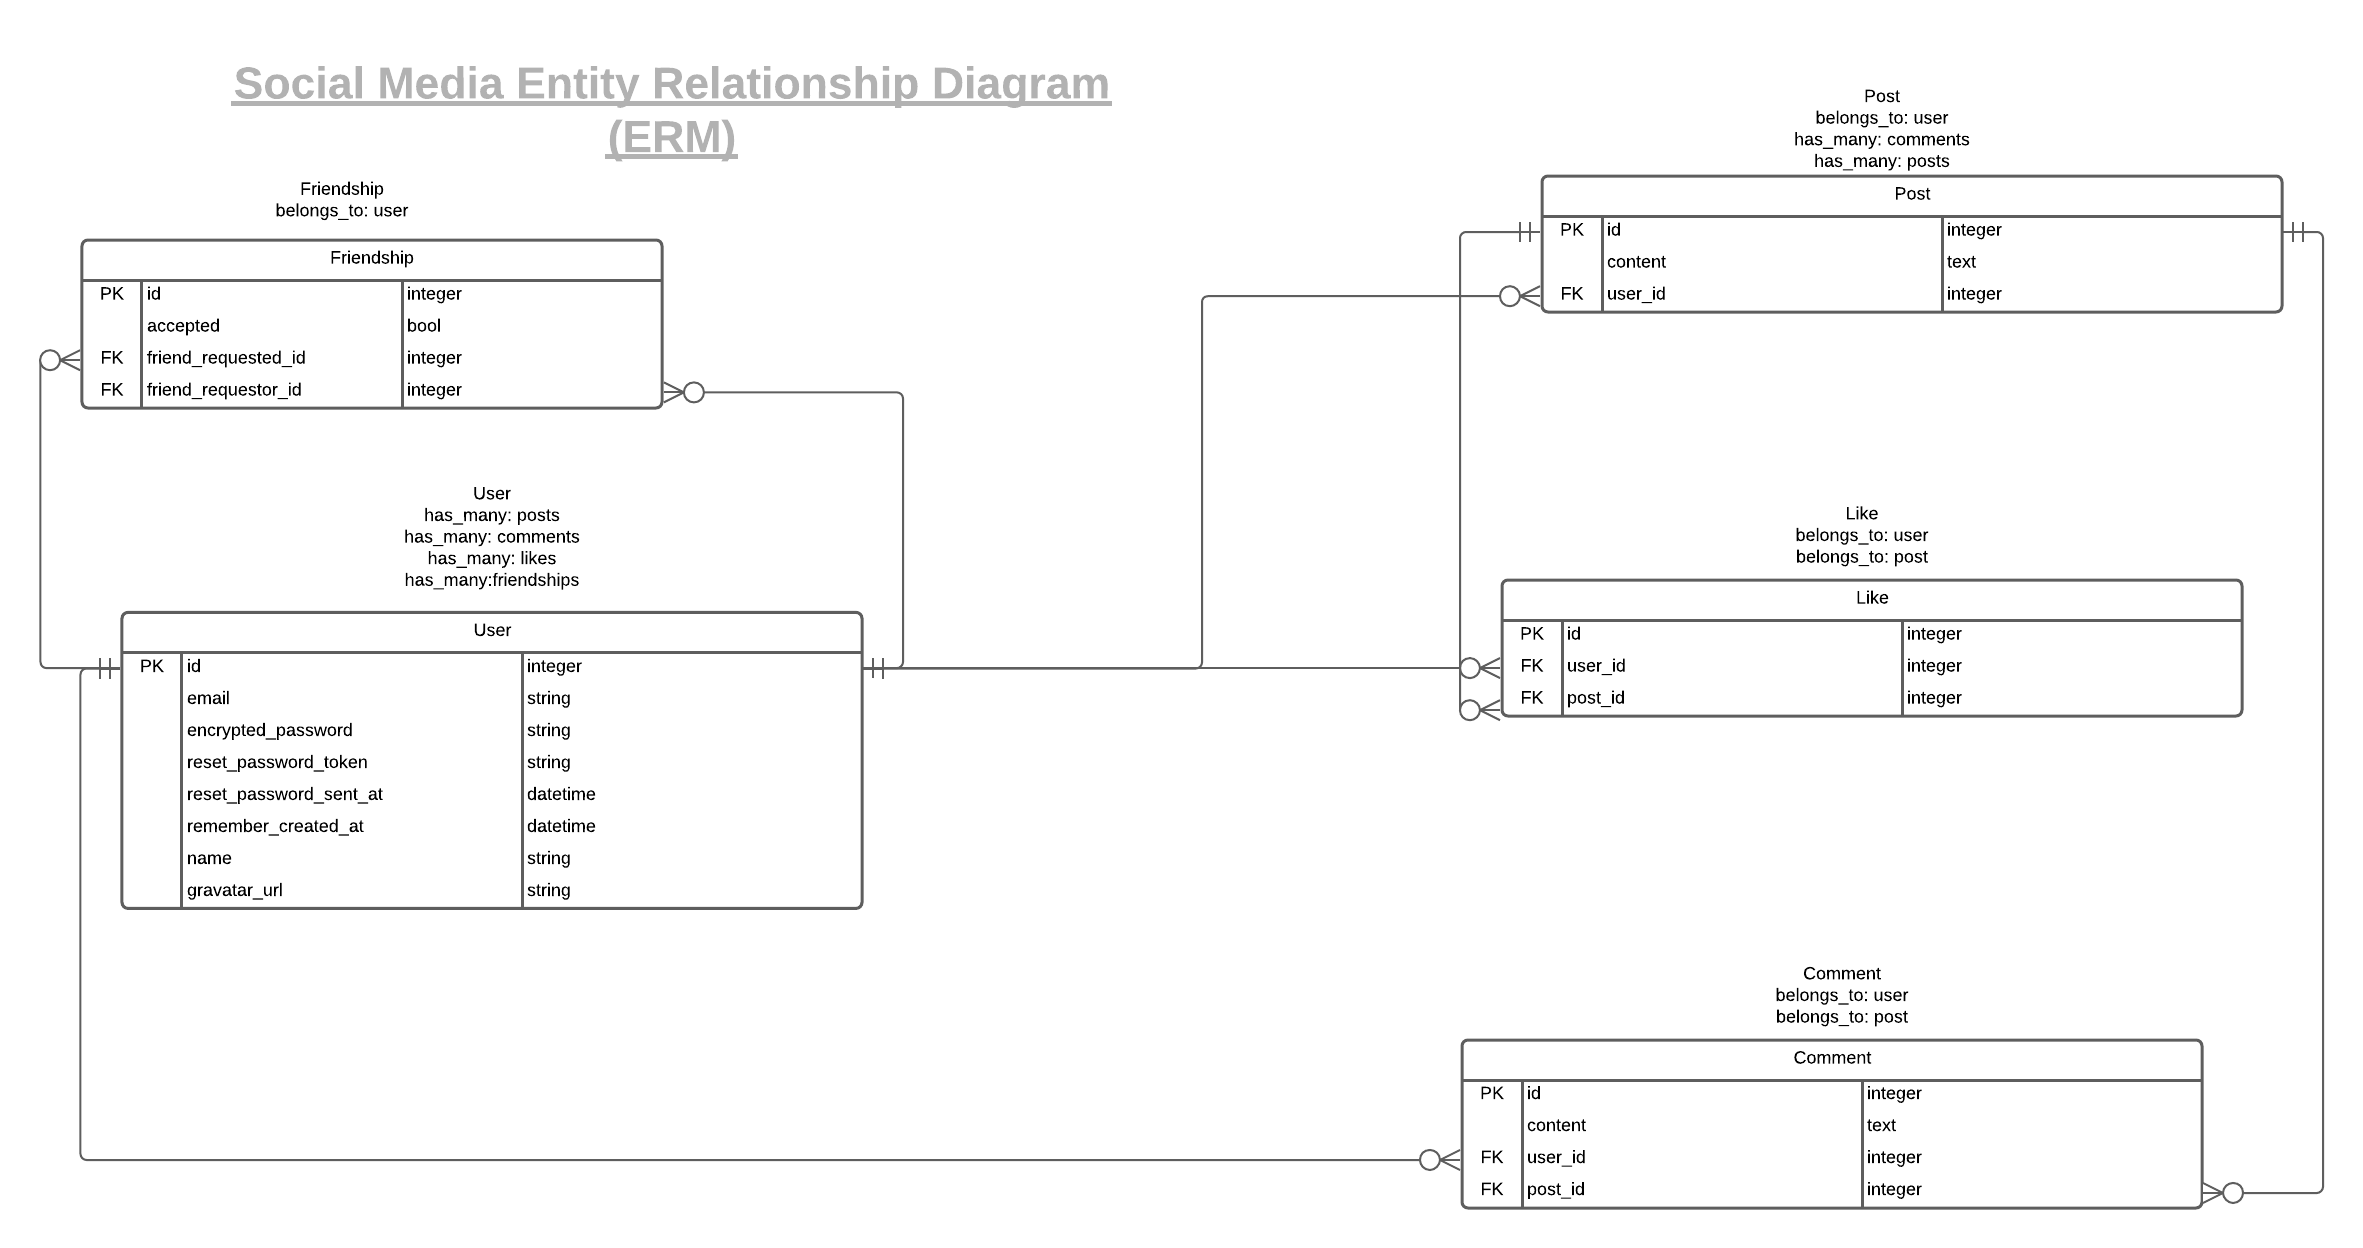 Social Media Entity Relationship Diagram
(ERM)
Friendship
belongs_to: user
Friendship
PK id integer
accepted bool
FK friend_requested_id integer
FK friend_requestor_id integer
User
has_many: posts
has_many: comments
has_many: likes
has_many:friendships
User
PK id integer
email string
encrypted_password string
reset_password_token string
reset_password_sent_at datetime
remember_created_at datetime
name string
gravatar_url string
Post
belongs_to: user
has_many: comments
has_many: posts
Post
PK id integer
content text
FK user_id integer
Like
belongs_to: user
belongs_to: post
Like
PK id integer
FK user_id integer
FK post_id integer
Comment
belongs_to: user
belongs_to: post
Comment
PK id integer
content text
FK user_id integer
FK post_id integer